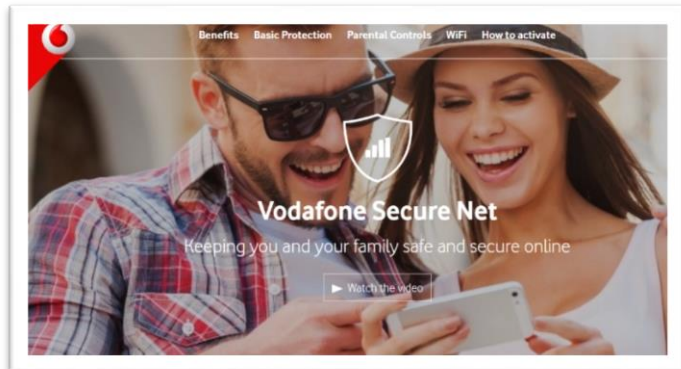 Benefits Basic Protection Parental Controls WiFi How to activate
Vodafone Secure Net
Keeping you and your family safe and secure online
Watch the video